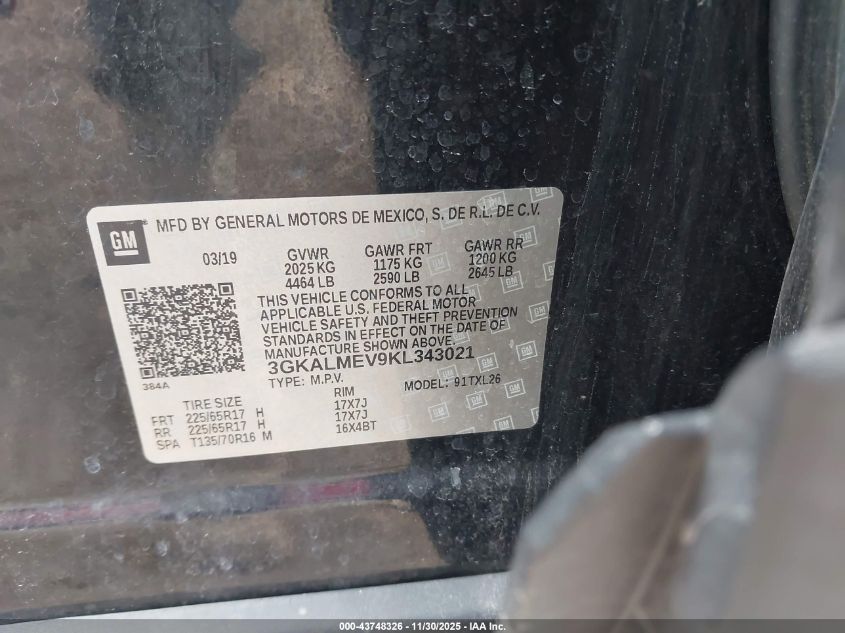 GM
MFD BY GENERAL MOTORS DE MEXICO, S. DE R.L. DE C.V.
03/19 GVWR GAWR FRT GAWR RR
2025 KG 1175 KG 1200 KG
4464 LB 2590 LB 2645 LB
THIS VEHICLE CONFORMS TO ALL
APPLICABLE U.S. FEDERAL MOTOR
VEHICLE SAFETY AND THEFT PREVENTION
STANDARDS IN EFFECT ON THE DATE OF
MANUFACTURE SHOWN ABOVE.
3GKALMEV9KL343021
384A
TYPE: M.P.V. MODEL: 91TXL26
TIRE SIZE RIM
FRT 225/65R17 H 17X7J
RR 225/65R17 H 17X7J
SPA T135/70R16 M 16X4BT
000-43748326 - 11/30/2025 - IAA Inc.